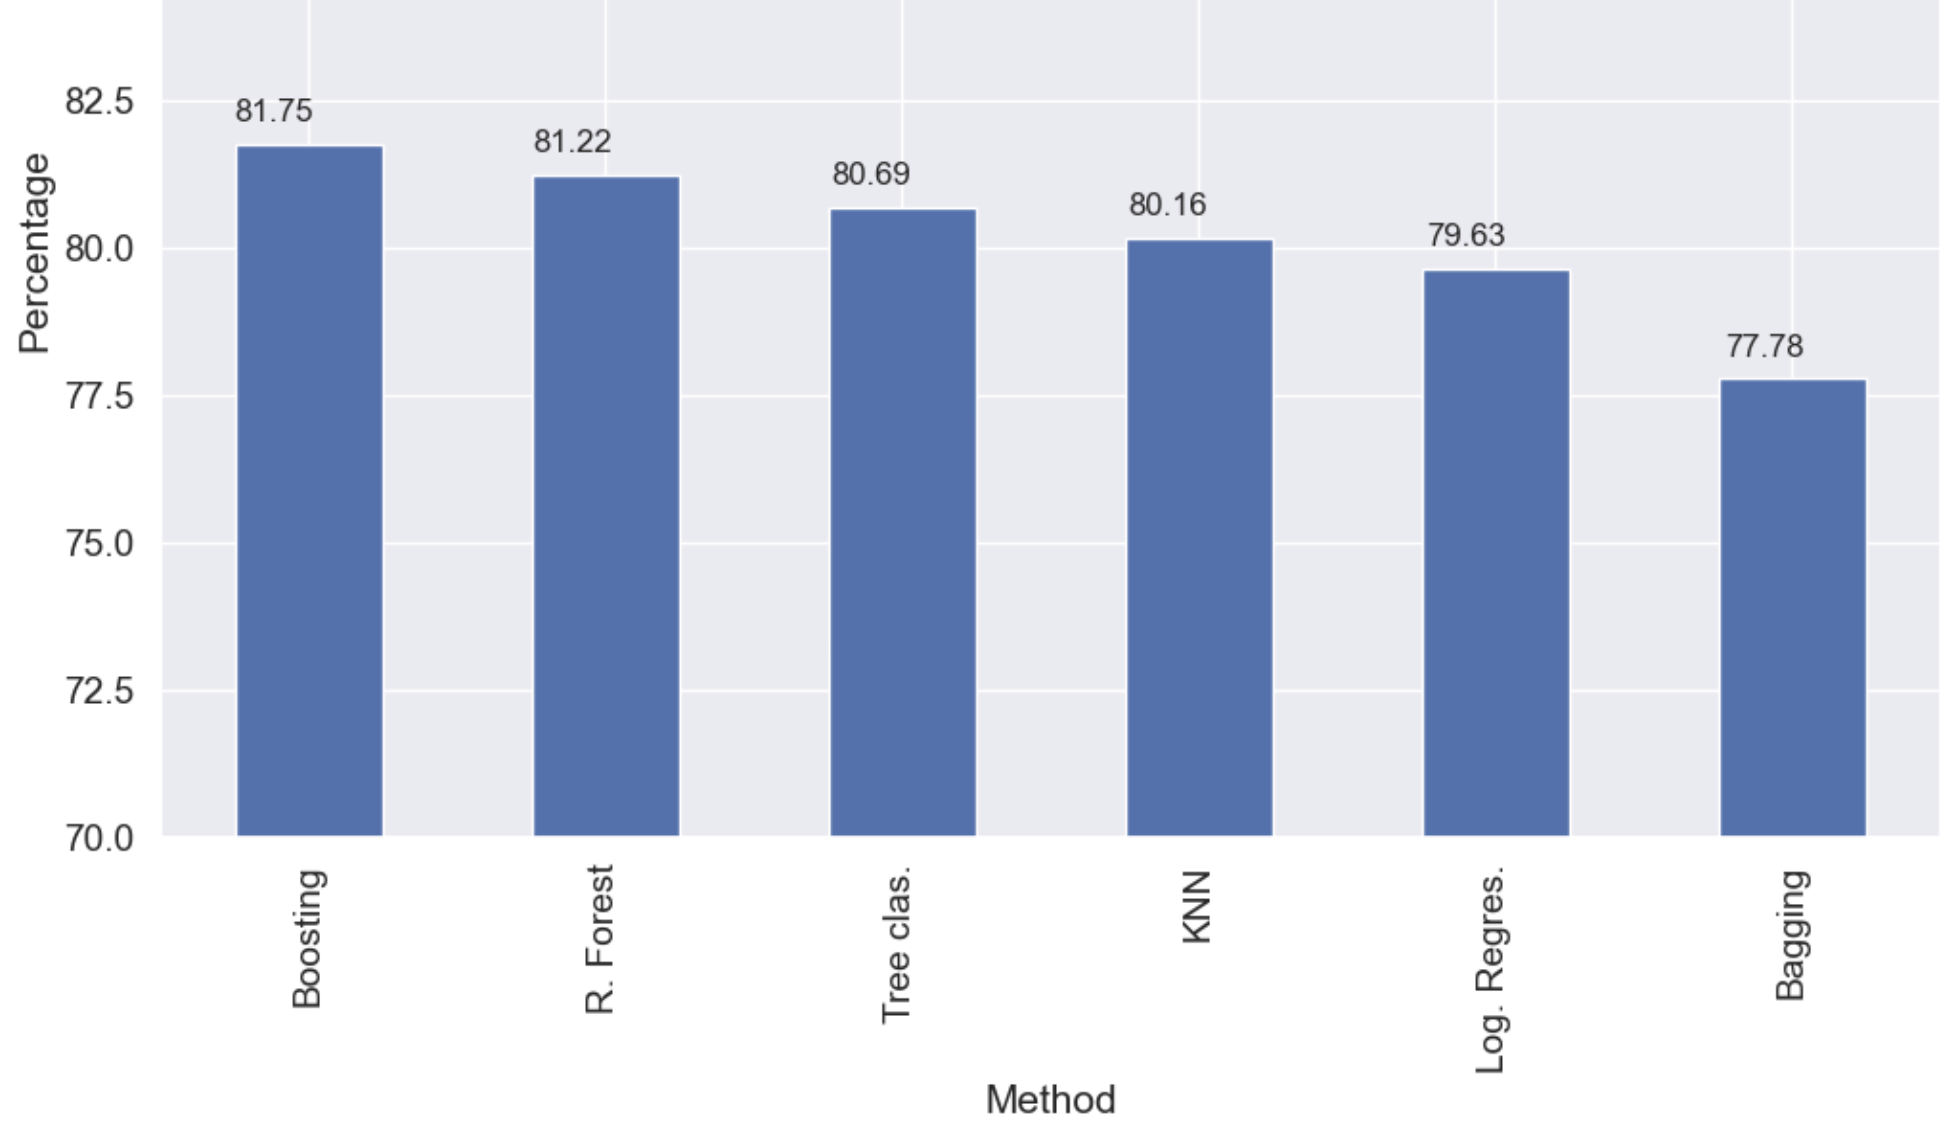 82.5
80.0
77.5
75.0
72.5
70.0
Percentage
81.75
81.22
80.69
80.16
79.63
77.78
Boosting
R. Forest
Tree clas.
KNN
Log. Regres.
Bagging
Method